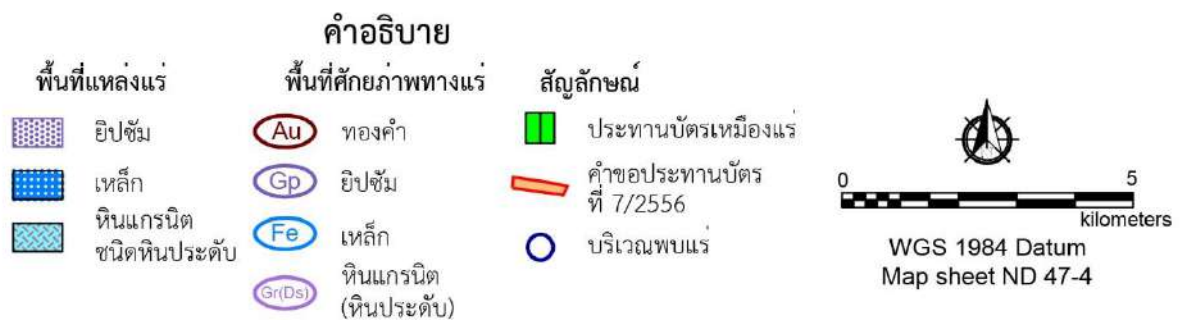 คำอธิบาย
พื้นที่แหล่งแร่
ยิปซัม
เหล็ก
หินแกรนิต
ชนิดหินประดับ
พื้นที่ศักยภาพทางแร่
Au ทองคำ
Gp ยิปซัม
Fe เหล็ก
Gr(Ds) หินแกรนิต
(หินประดับ)
สัญลักษณ์
ประทานบัตรเหมืองแร่
คำขอประทานบัตร
ที่ 7/2556
บริเวณพบแร่
0 5
kilometers
WGS 1984 Datum
Map sheet ND 47-4